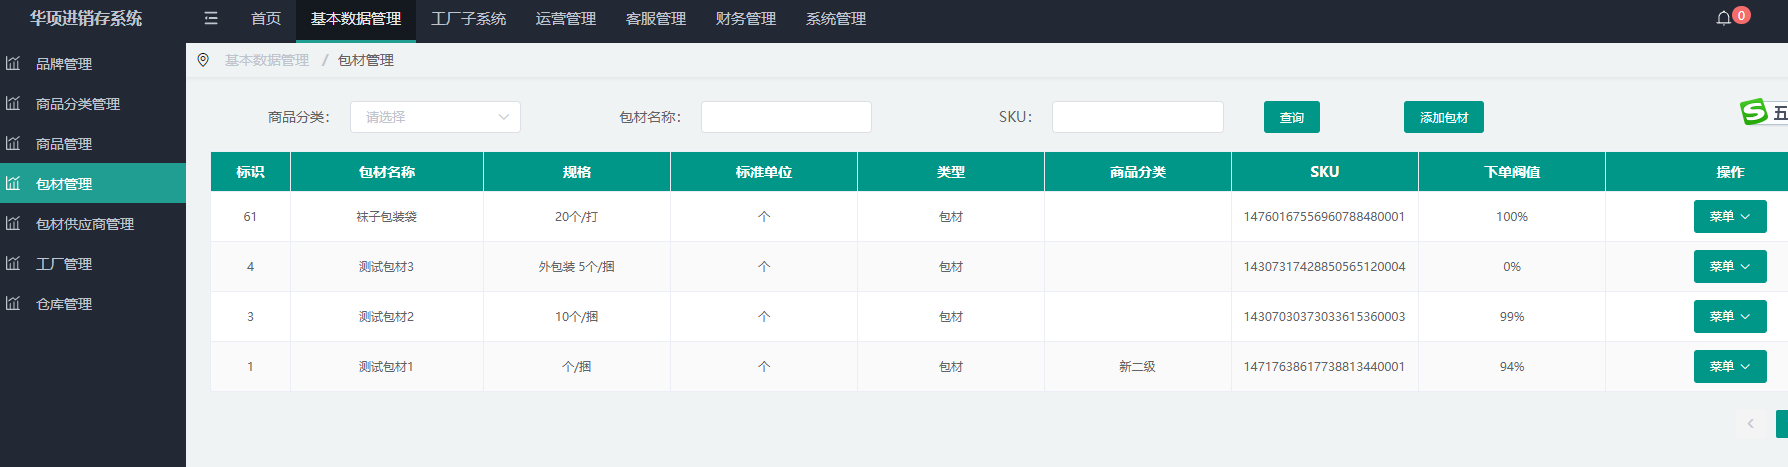 华项进销存系统
首页 基本数据管理 工厂子系统 运营管理 客服管理 财务管理 系统管理 0
品牌管理
商品分类管理
商品管理
包材管理
包材供应商管理
工厂管理
仓库管理
基本数据管理 / 包材管理
商品分类: 请选择 包材名称: SKU: 查询 添加包材
五
标识 包材名称 规格 标准单位 类型 商品分类 SKU 下单阀值 操作
61 袜子包装袋 20个/打 个 包材 14760167556960788480001 100% 菜单
4 测试包材3 外包装 5个/捆 个 包材 14307317428850565120004 0% 菜单
3 测试包材2 10个/捆 个 包材 14307030373033615360003 99% 菜单
1 测试包材1 个/捆 个 包材 新二级 14717638617738813440001 94% 菜单